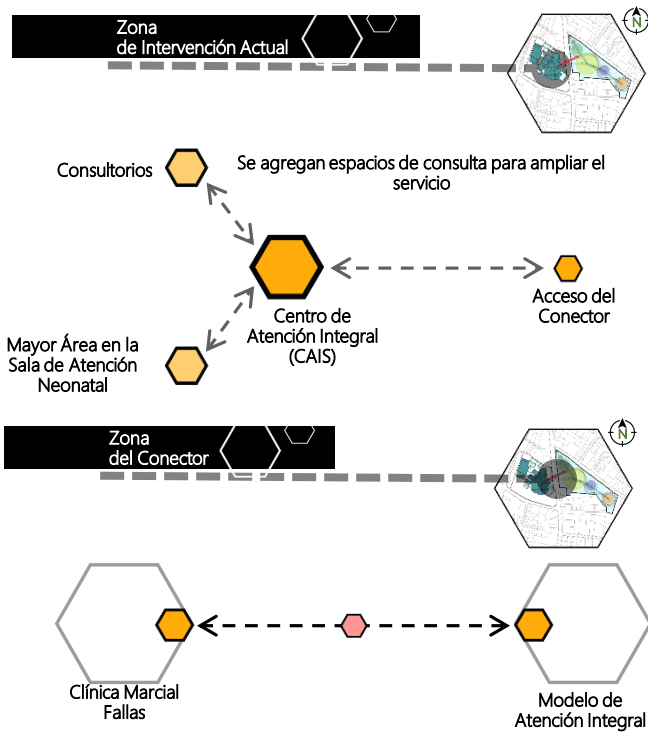 Zona
de Intervención Actual
N
Consultorios
Se agregan espacios de consulta para ampliar el
servicio
Centro de
Atención Integral
(CAIS)
Acceso del
Conector
Mayor Área en la
Sala de Atención
Neonatal
Zona
del Conector
N
Clínica Marcial
Fallas
Modelo de
Atención Integral